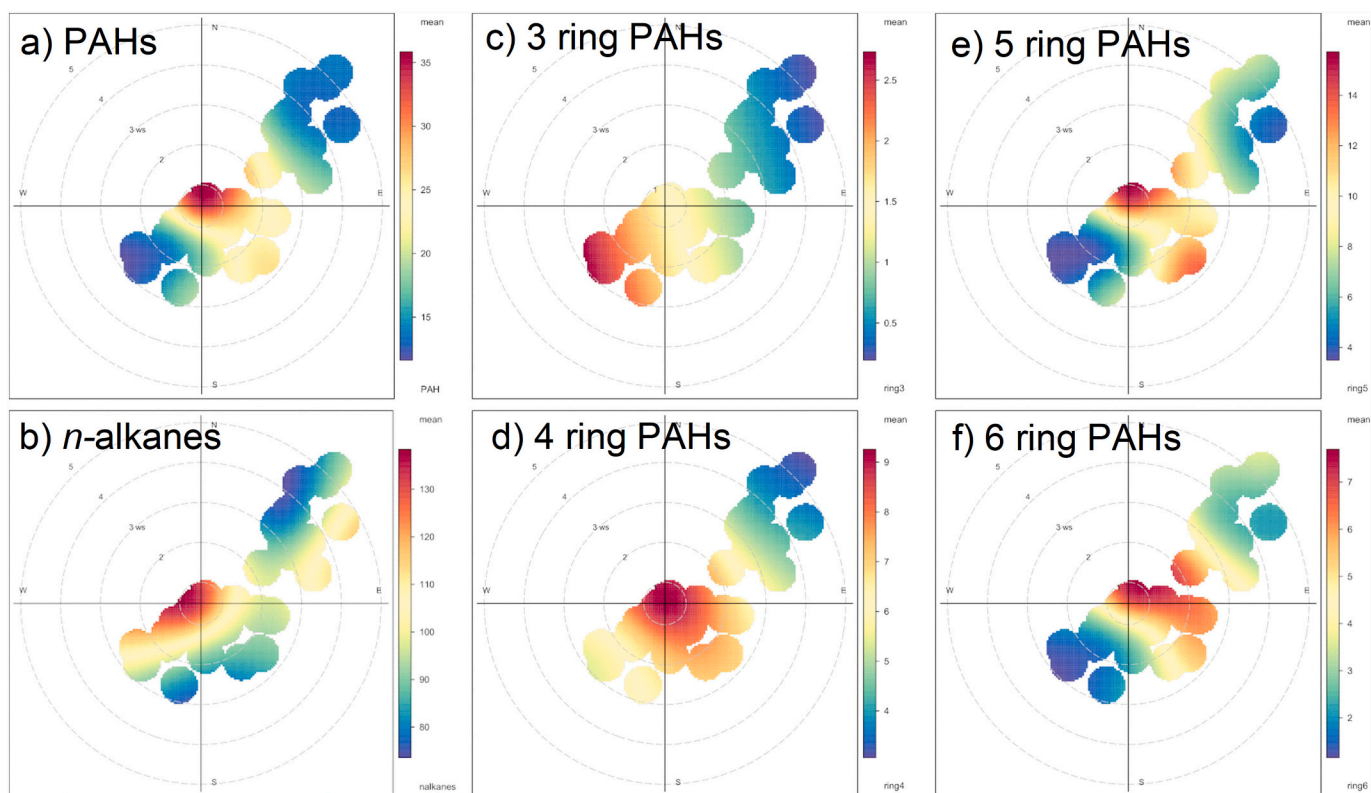 a) PAHs
mean
N
5
4
3 ws
2
W
E
S
35
30
25
20
15
PAH
c) 3 ring PAHs
mean
5
4
3 ws
2
1
W
E
S
2.5
2
1.5
1
0.5
ring3
e) 5 ring PAHs
mean
N
5
4
3 ws
2
W
E
S
14
12
10
8
6
4
ring5
b) n-alkanes
mean
N
5
4
3 ws
2
W
E
S
130
120
110
100
90
80
nalkanes
d) 4 ring PAHs
mean
5
4
3 ws
2
W
E
S
9
8
7
6
5
4
ring4
f) 6 ring PAHs
mean
N
5
4
3 ws
2
W
E
S
7
6
5
4
3
2
ring6